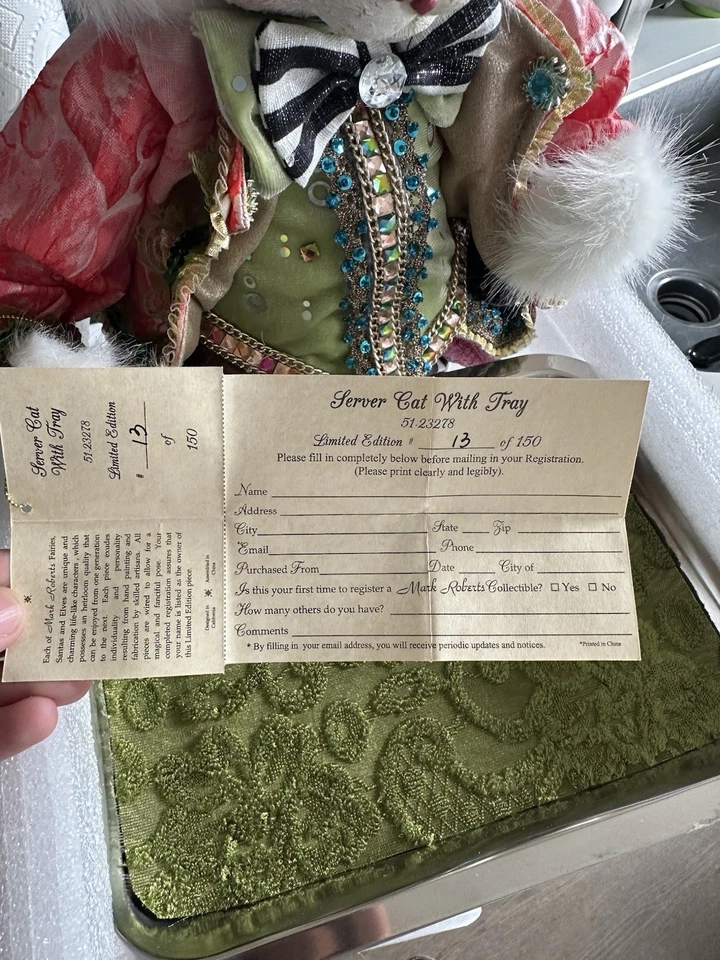 Server Cat
With Tray
51-23278
Limited Edition
# 13
of
150
Each of Mark Roberts Fairies,
Santas and Elves are unique and
charming life-like characters, which
possesses an heirloom quality that
can be enjoyed from one generation
to the next. Each piece exudes
individuality and personality
resulting from hand painting and
fabrication by skilled artisans. All
pieces are wired to allow for a
magical and fanciful pose. Your
completed registration assures that
your name is listed as the owner of
this Limited Edition piece.
Designed in
California
Assembled in
China
Server Cat With Tray
51-23278
Limited Edition # 13 of 150
Please fill in completely below before mailing in your Registration.
(Please print clearly and legibly).
Name
Address
City State Zip
*Email Phone
Purchased From Date City of
Is this your first time to register a Mark Roberts Collectible? ☐ Yes ☐ No
How many others do you have?
Comments
* By filling in your email address, you will receive periodic updates and notices. *Printed in China